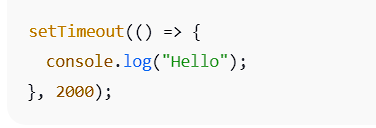 setTimeout(() => {
  console.log("Hello");
}, 2000);